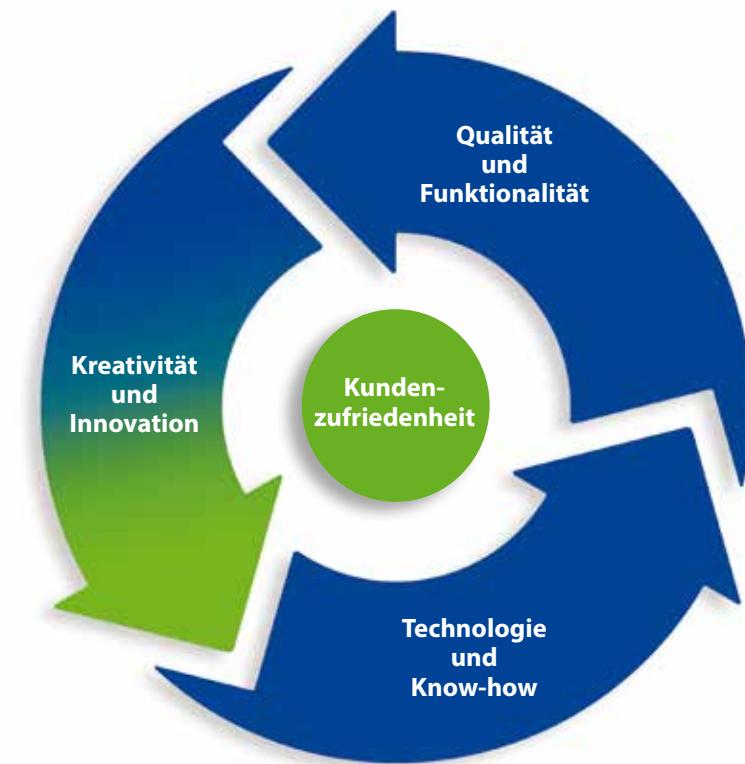 Qualität
und
Funktionalität
Kreativität
und
Innovation
Kunden-
zufriedenheit
Technologie
und
Know-how